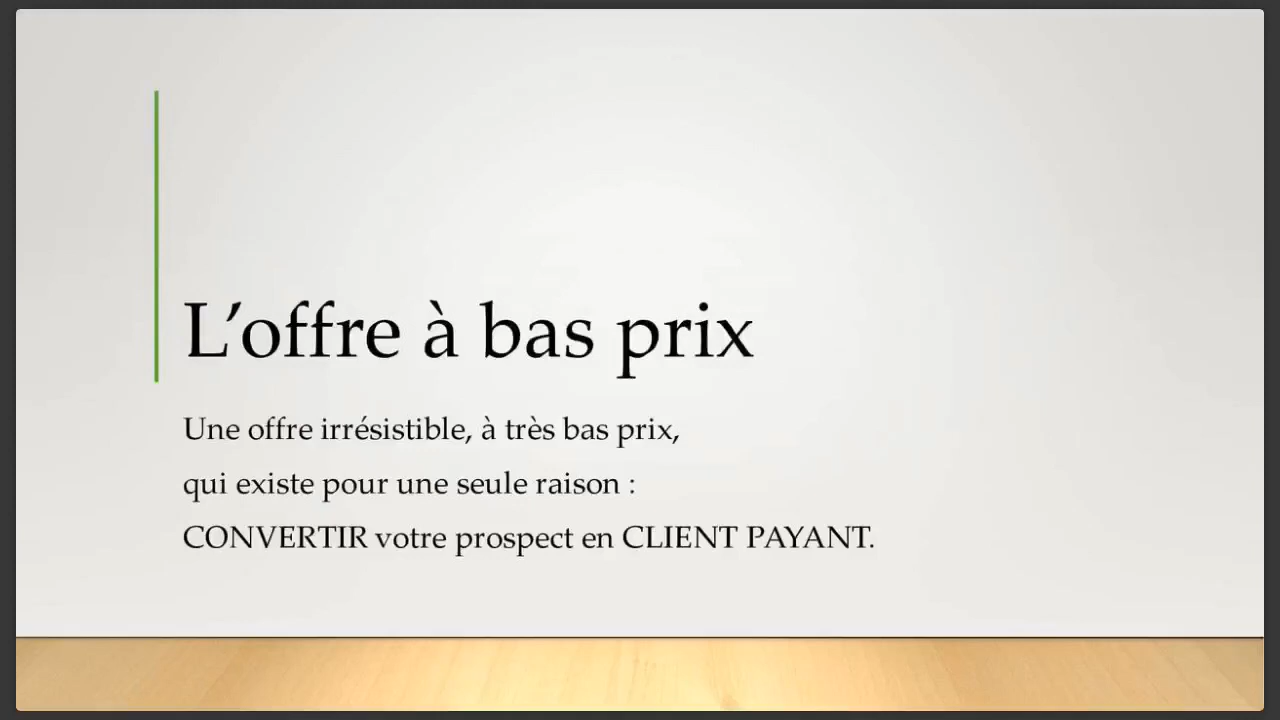 L’offre à bas prix
Une offre irrésistible, à très bas prix,
qui existe pour une seule raison :
CONVERTIR votre prospect en CLIENT PAYANT.